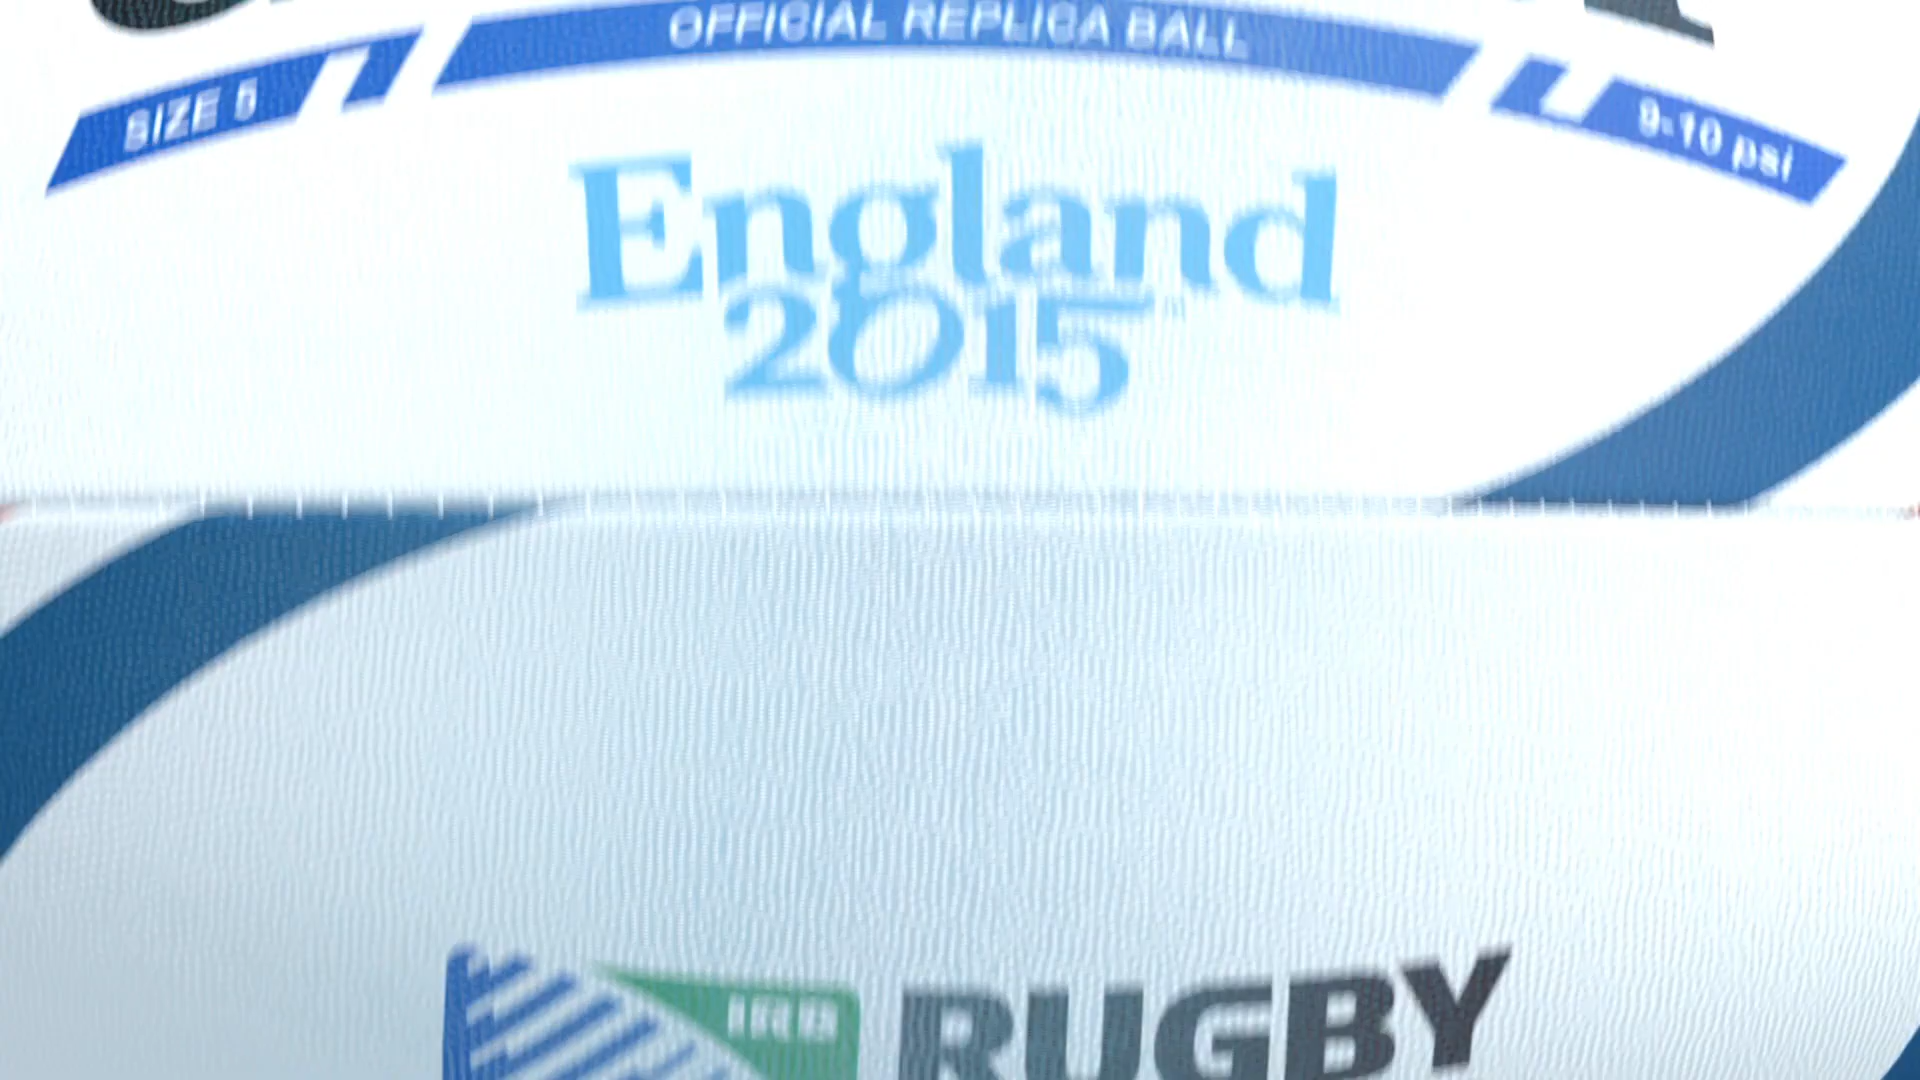 SIZE 5
OFFICIAL REPLICA BALL
9-10 psi
England
2015
IRB
RUGBY